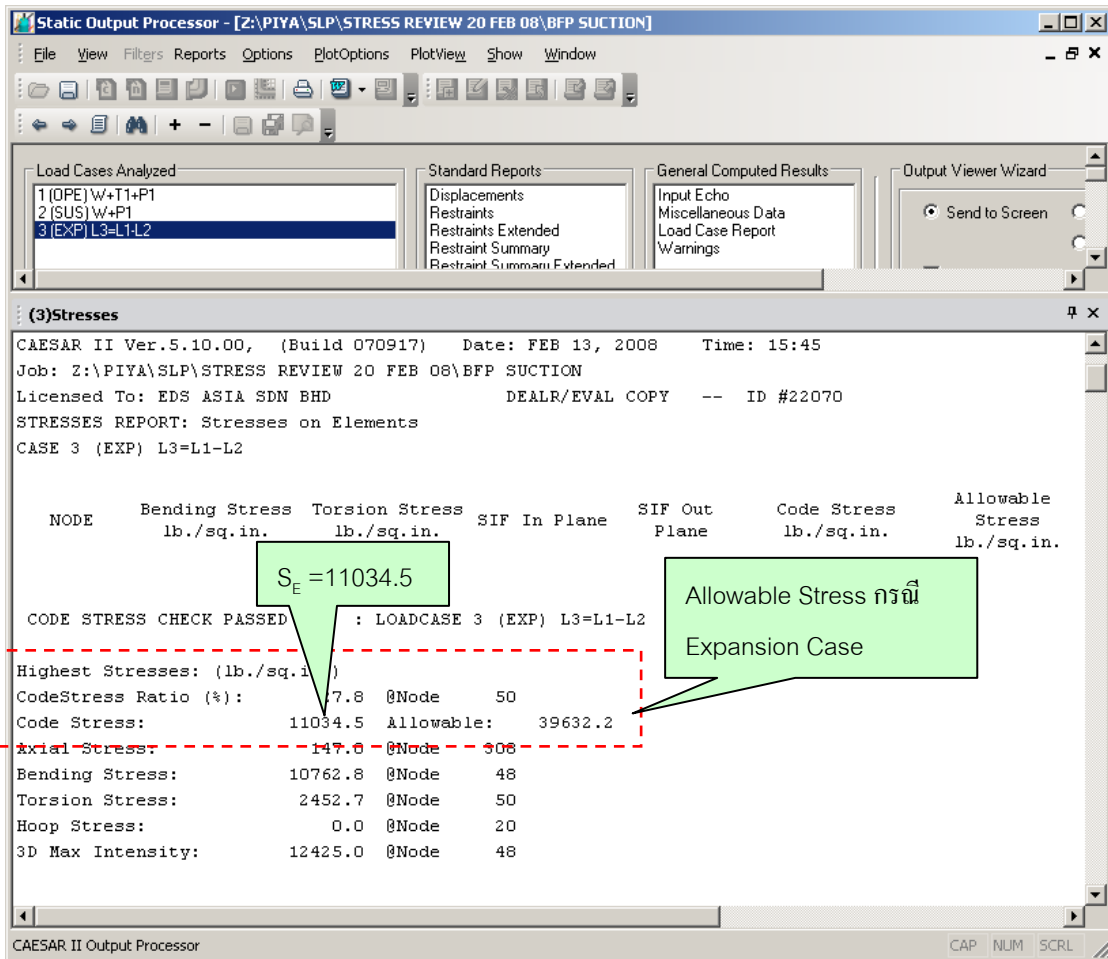 Static Output Processor - [Z:\PIYA\SLP\STRESS REVIEW 20 FEB 08\BFP SUCTION]
File View Filters Reports Options PlotOptions PlotView Show Window
Load Cases Analyzed
1 (OPE) W+T1+P1
2 (SUS) W+P1
3 (EXP) L3=L1-L2
Standard Reports
Displacements
Restraints
Restraints Extended
Restraint Summary
Restraint Summary Extended
General Computed Results
Input Echo
Miscellaneous Data
Load Case Report
Warnings
Output Viewer Wizard
Send to Screen
(3)Stresses
CAESAR II Ver.5.10.00, (Build 070917) Date: FEB 13, 2008 Time: 15:45
Job: Z:\PIYA\SLP\STRESS REVIEW 20 FEB 08\BFP SUCTION
Licensed To: EDS ASIA SDN BHD DEALR/EVAL COPY -- ID #22070
STRESSES REPORT: Stresses on Elements
CASE 3 (EXP) L3=L1-L2
NODE Bending Stress lb./sq.in. Torsion Stress lb./sq.in. SIF In Plane SIF Out Plane Code Stress lb./sq.in. Allowable Stress lb./sq.in.
SE =11034.5
Allowable Stress กรณี
Expansion Case
CODE STRESS CHECK PASSED : LOADCASE 3 (EXP) L3=L1-L2
Highest Stresses: (lb./sq.in.)
CodeStress Ratio (%): 27.8 @Node 50
Code Stress: 11034.5 Allowable: 39632.2
Axial Stress: 147.8 @Node 308
Bending Stress: 10762.8 @Node 48
Torsion Stress: 2452.7 @Node 50
Hoop Stress: 0.0 @Node 20
3D Max Intensity: 12425.0 @Node 48
CAESAR II Output Processor
CAP NUM SCRL